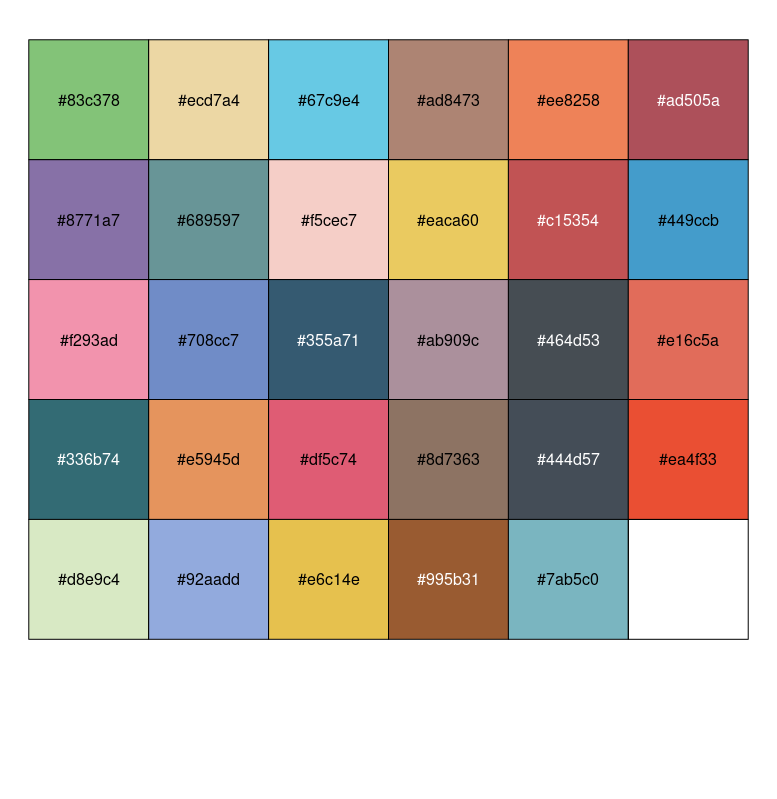 #83c378 #ecd7a4 #67c9e4 #ad8473 #ee8258 #ad505a
#8771a7 #689597 #f5cec7 #eaca60 #c15354 #449ccb
#f293ad #708cc7 #355a71 #ab909c #464d53 #e16c5a
#336b74 #e5945d #df5c74 #8d7363 #444d57 #ea4f33
#d8e9c4 #92aadd #e6c14e #995b31 #7ab5c0